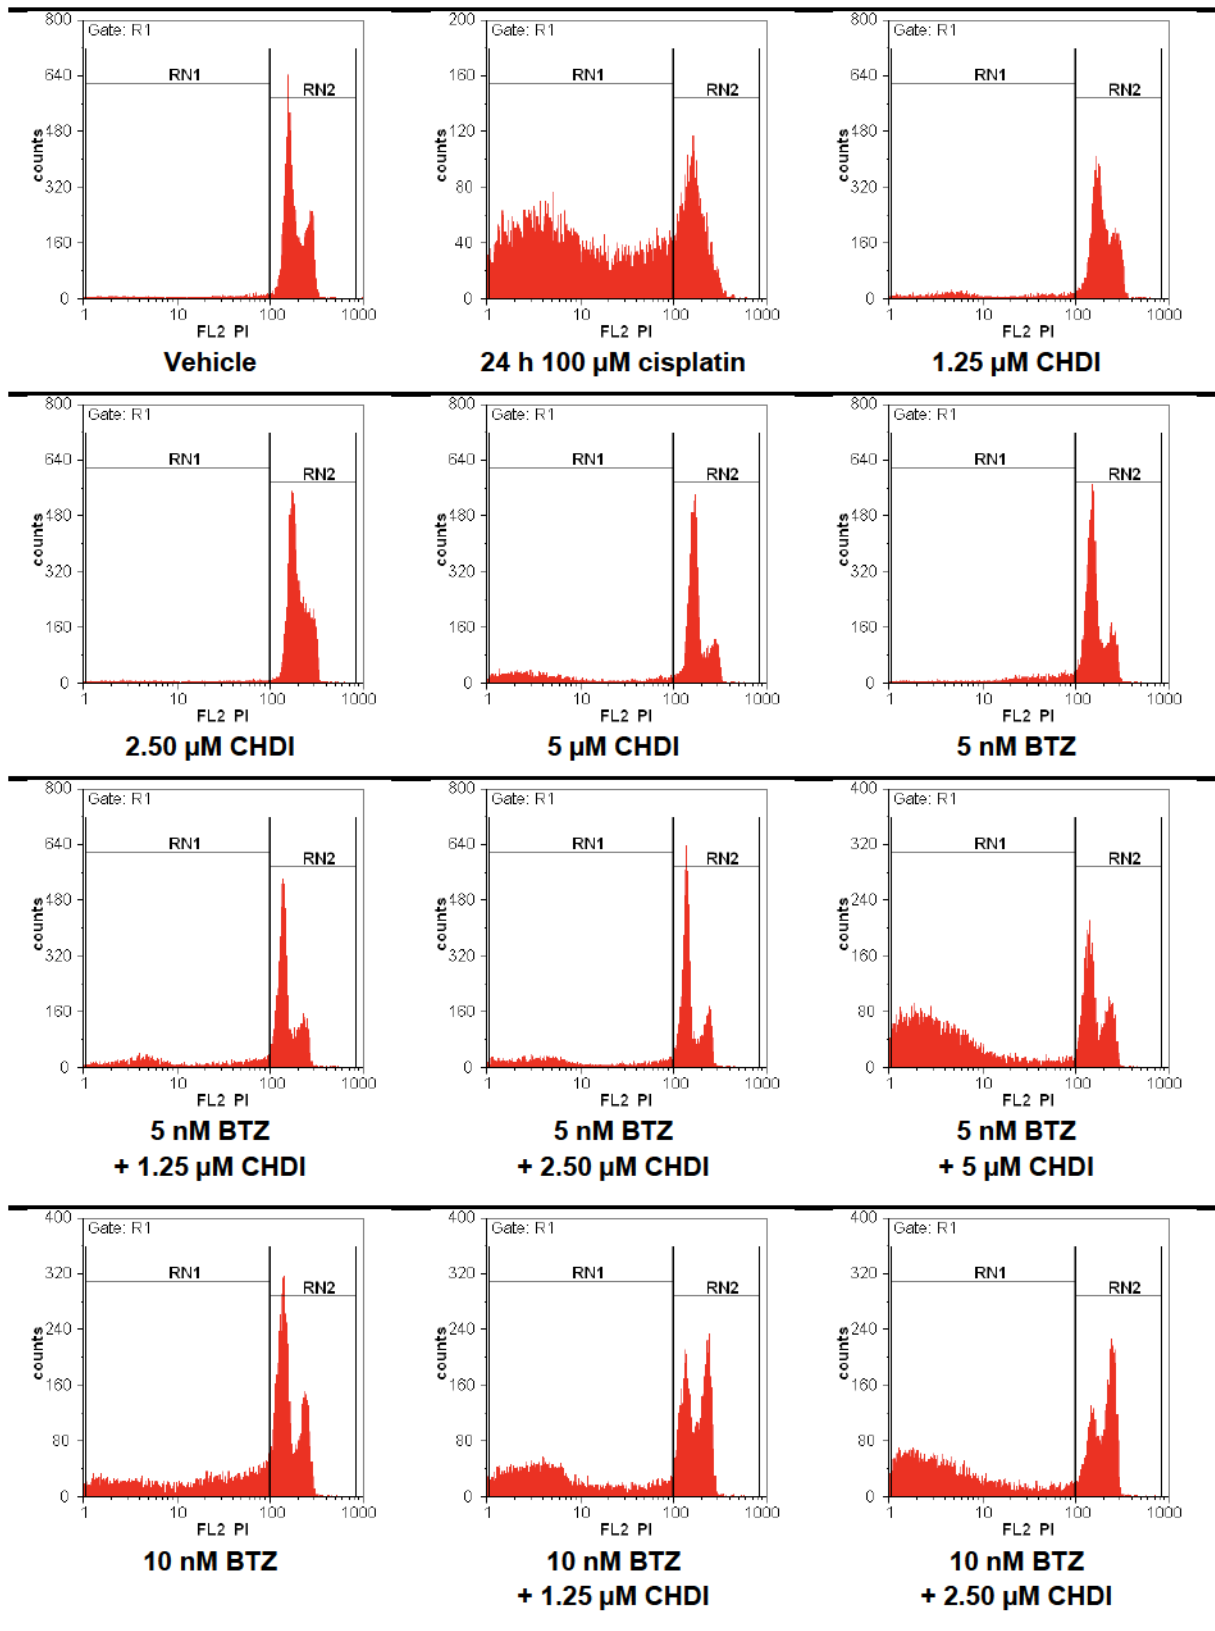 800 Gate: R1
640 RN1
RN2
480
counts
320
160
0
1 10 100 1000
FL2 PI
Vehicle
200 Gate: R1
160 RN1
RN2
120
counts
80
40
0
1 10 100 1000
FL2 PI
24 h 100 µM cisplatin
800 Gate: R1
640 RN1
RN2
480
counts
320
160
0
1 10 100 1000
FL2 PI
1.25 µM CHDI
800 Gate: R1
640 RN1
RN2
480
counts
320
160
0
1 10 100 1000
FL2 PI
2.50 µM CHDI
800 Gate: R1
640 RN1
RN2
480
counts
320
160
0
1 10 100 1000
FL2 PI
5 µM CHDI
800 Gate: R1
640 RN1
RN2
480
counts
320
160
0
1 10 100 1000
FL2 PI
5 nM BTZ
800 Gate: R1
640 RN1
RN2
480
counts
320
160
0
1 10 100 1000
FL2 PI
5 nM BTZ
+ 1.25 µM CHDI
800 Gate: R1
640 RN1
RN2
480
counts
320
160
0
1 10 100 1000
FL2 PI
5 nM BTZ
+ 2.50 µM CHDI
400 Gate: R1
320 RN1
RN2
240
counts
160
80
0
1 10 100 1000
FL2 PI
5 nM BTZ
+ 5 µM CHDI
400 Gate: R1
320 RN1
RN2
240
counts
160
80
0
1 10 100 1000
FL2 PI
10 nM BTZ
400 Gate: R1
320 RN1
RN2
240
counts
160
80
0
1 10 100 1000
FL2 PI
10 nM BTZ
+ 1.25 µM CHDI
400 Gate: R1
320 RN1
RN2
240
counts
160
80
0
1 10 100 1000
FL2 PI
10 nM BTZ
+ 2.50 µM CHDI